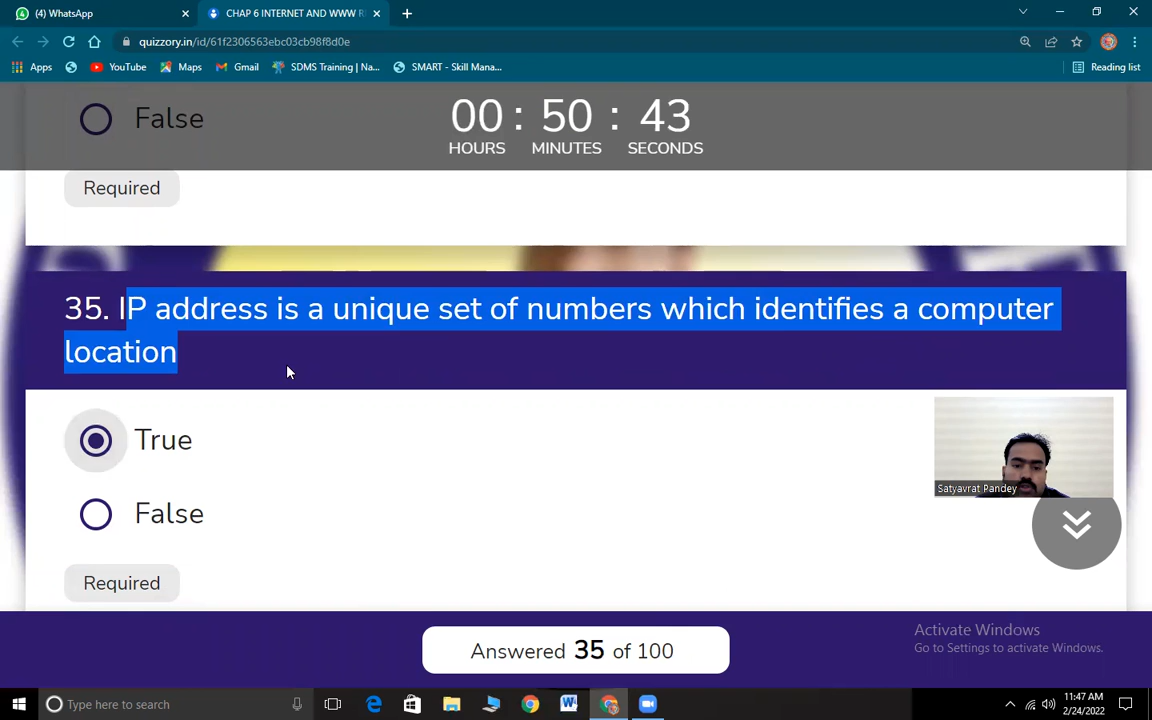 (4) WhatsApp
CHAP 6 INTERNET AND WWW R
quizzory.in/id/61f2306563ebc03cb98f8d0e
Apps
YouTube
Maps
Gmail
SDMS Training | Na...
SMART - Skill Mana...
Reading list
False
00 : 50 : 43
HOURS MINUTES SECONDS
Required
35. IP address is a unique set of numbers which identifies a computer
location
True
Satyavrat Pandey
False
Required
Answered 35 of 100
Activate Windows
Go to Settings to activate Windows.
Type here to search
11:47 AM
2/24/2022